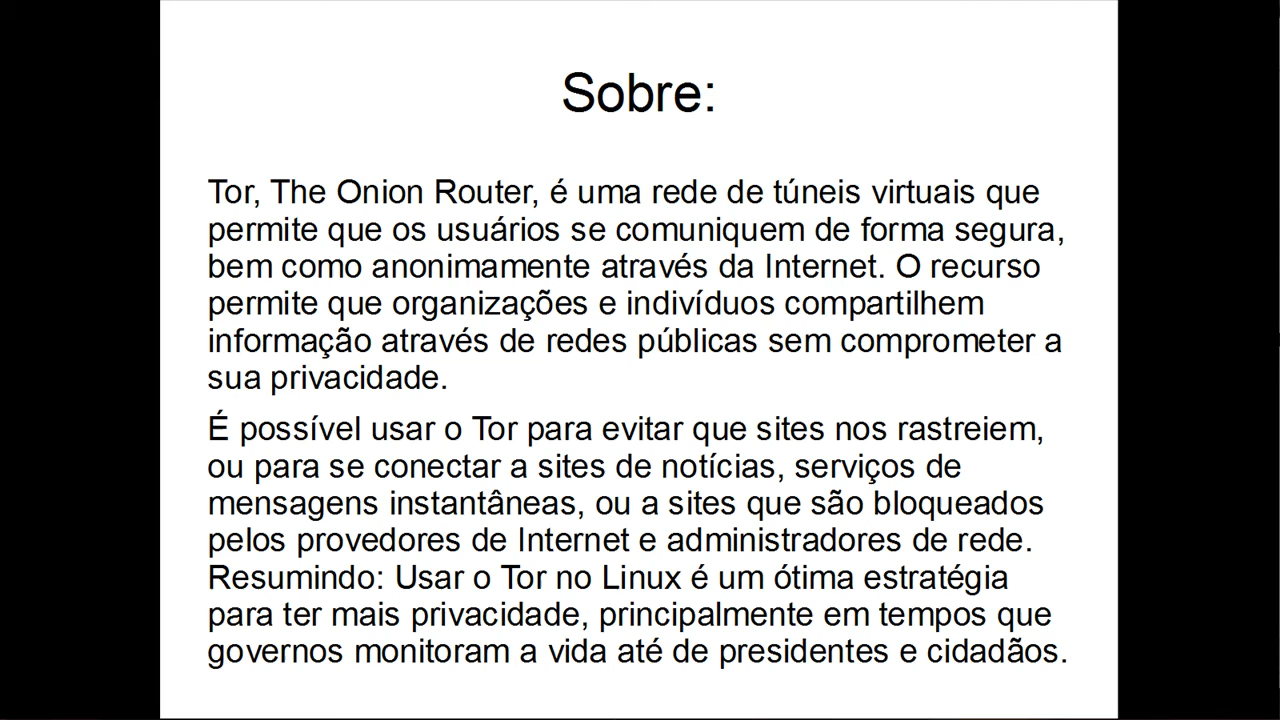 Sobre:
Tor, The Onion Router, é uma rede de túneis virtuais que
permite que os usuários se comuniquem de forma segura,
bem como anonimamente através da Internet. O recurso
permite que organizações e indivíduos compartilhem
informação através de redes públicas sem comprometer a
sua privacidade.
É possível usar o Tor para evitar que sites nos rastreiem,
ou para se conectar a sites de notícias, serviços de
mensagens instantâneas, ou a sites que são bloqueados
pelos provedores de Internet e administradores de rede.
Resumindo: Usar o Tor no Linux é um ótima estratégia
para ter mais privacidade, principalmente em tempos que
governos monitoram a vida até de presidentes e cidadãos.